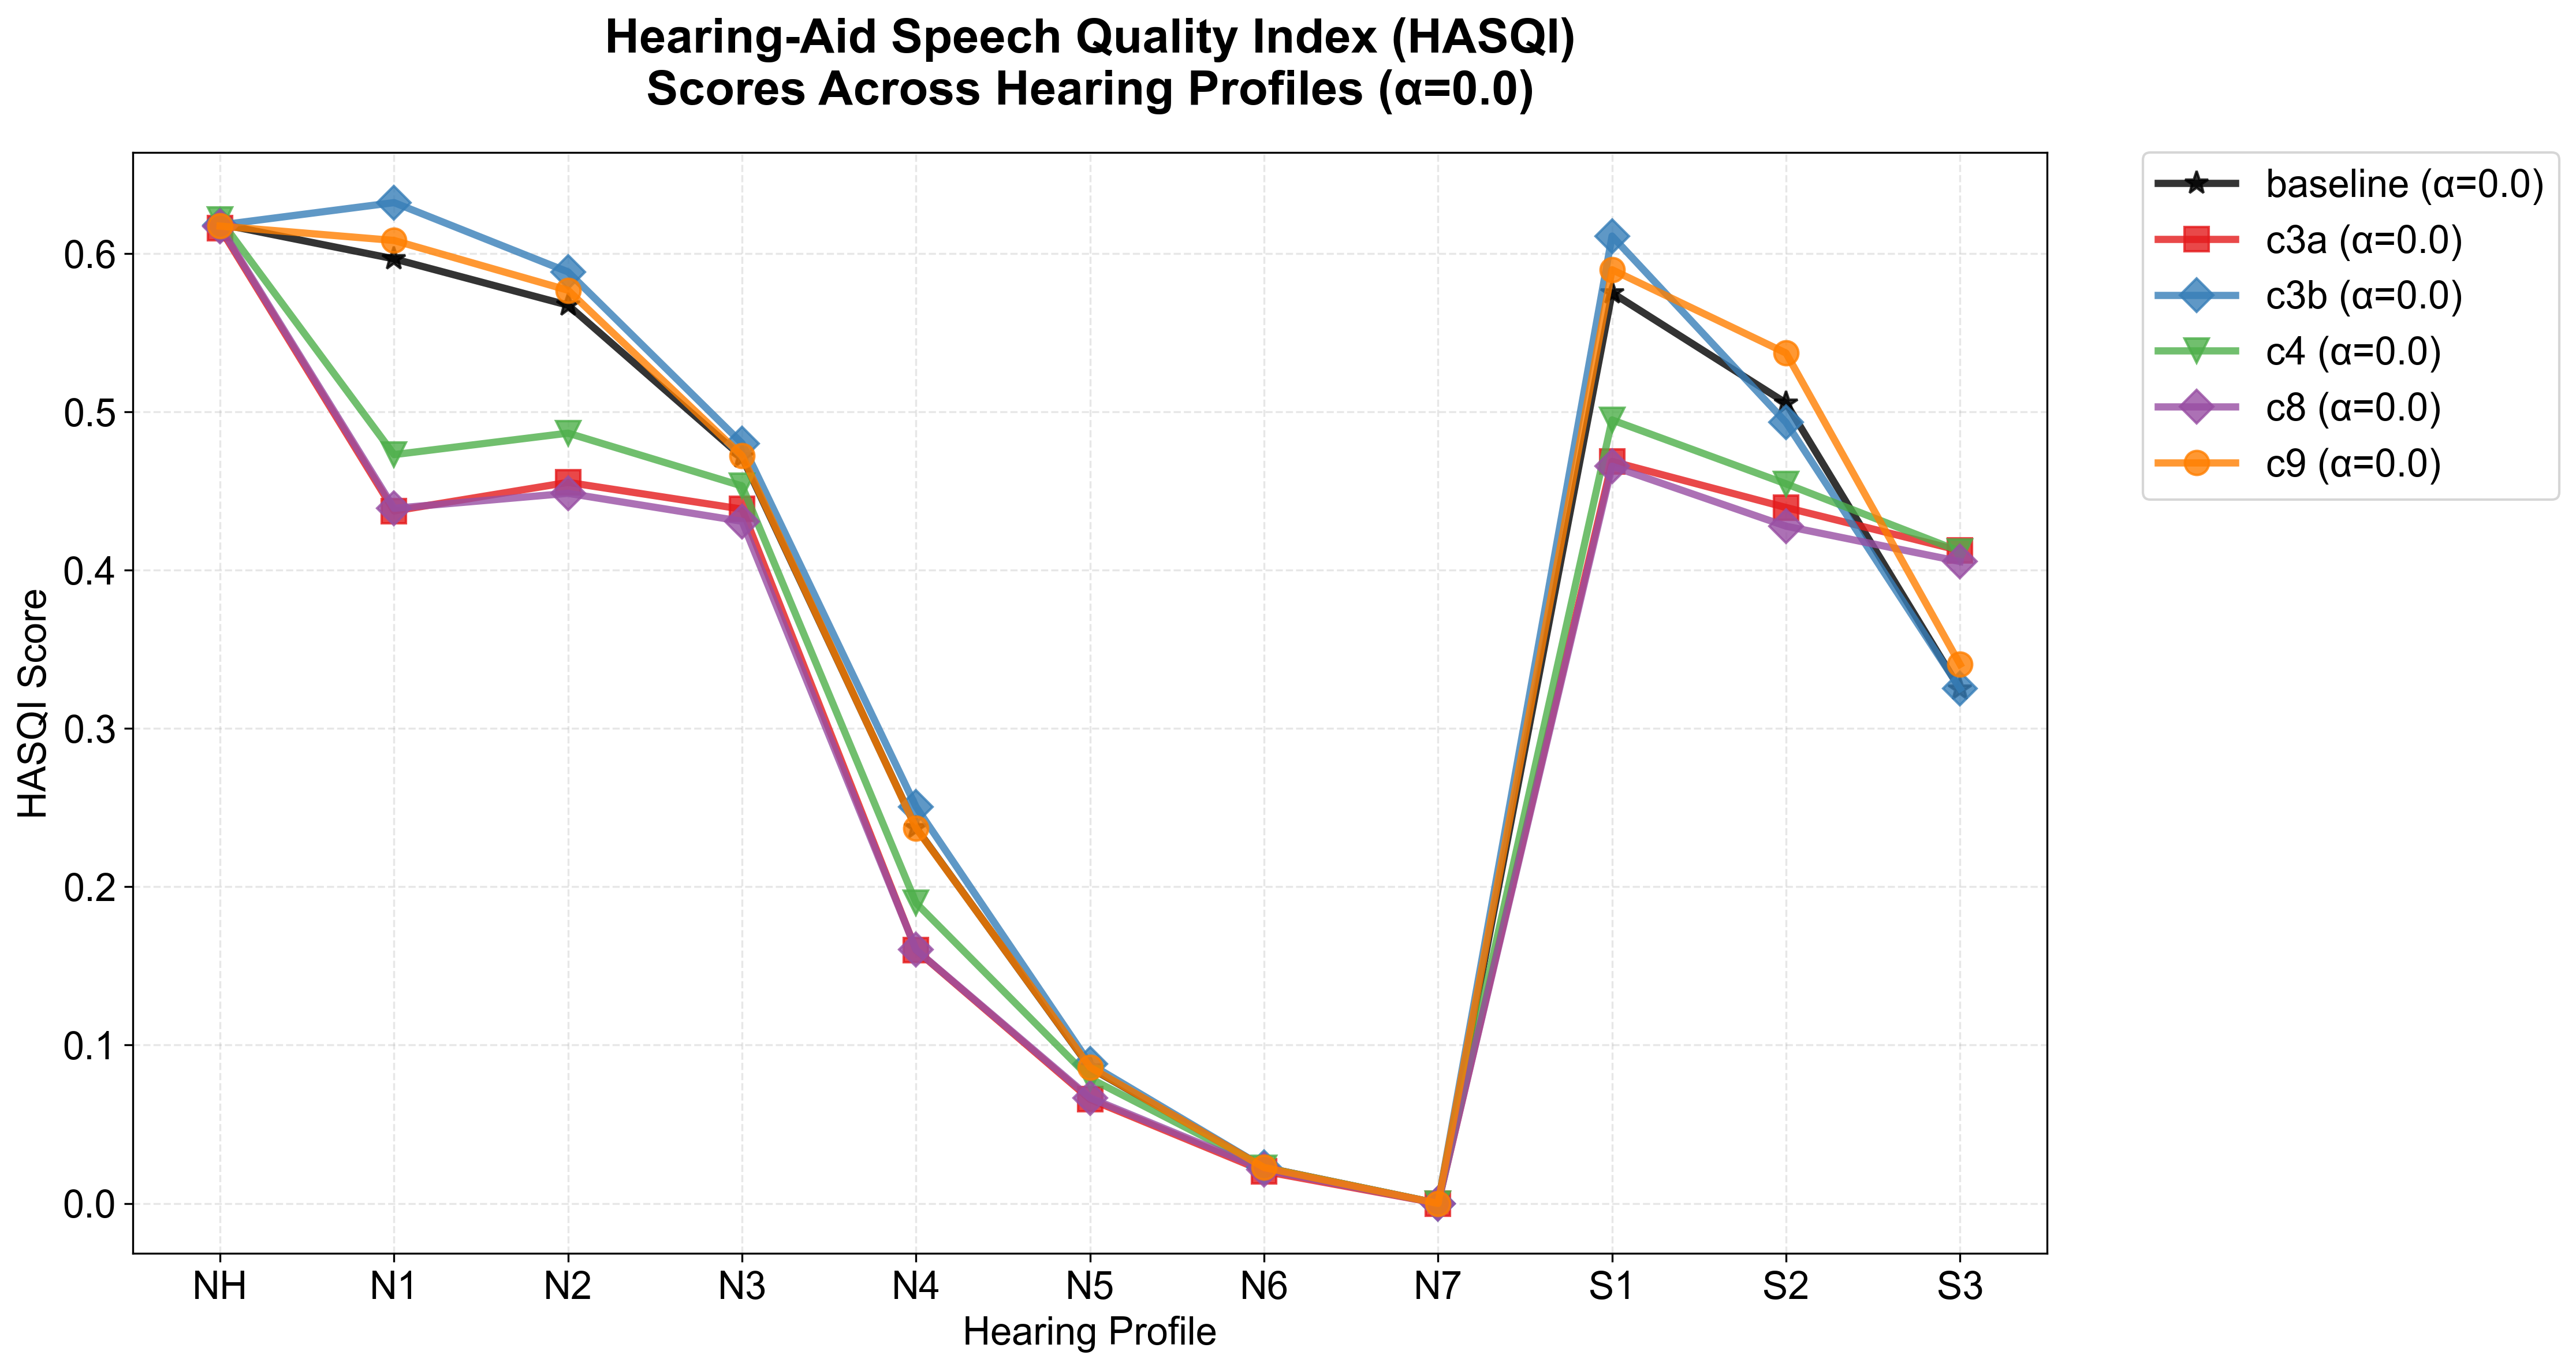 Hearing-Aid Speech Quality Index (HASQI)
Scores Across Hearing Profiles (α=0.0)
baseline (α=0.0)
c3a (α=0.0)
c3b (α=0.0)
c4 (α=0.0)
c8 (α=0.0)
c9 (α=0.0)
HASQI Score
0.6
0.5
0.4
0.3
0.2
0.1
0.0
NH N1 N2 N3 N4 N5 N6 N7 S1 S2 S3
Hearing Profile